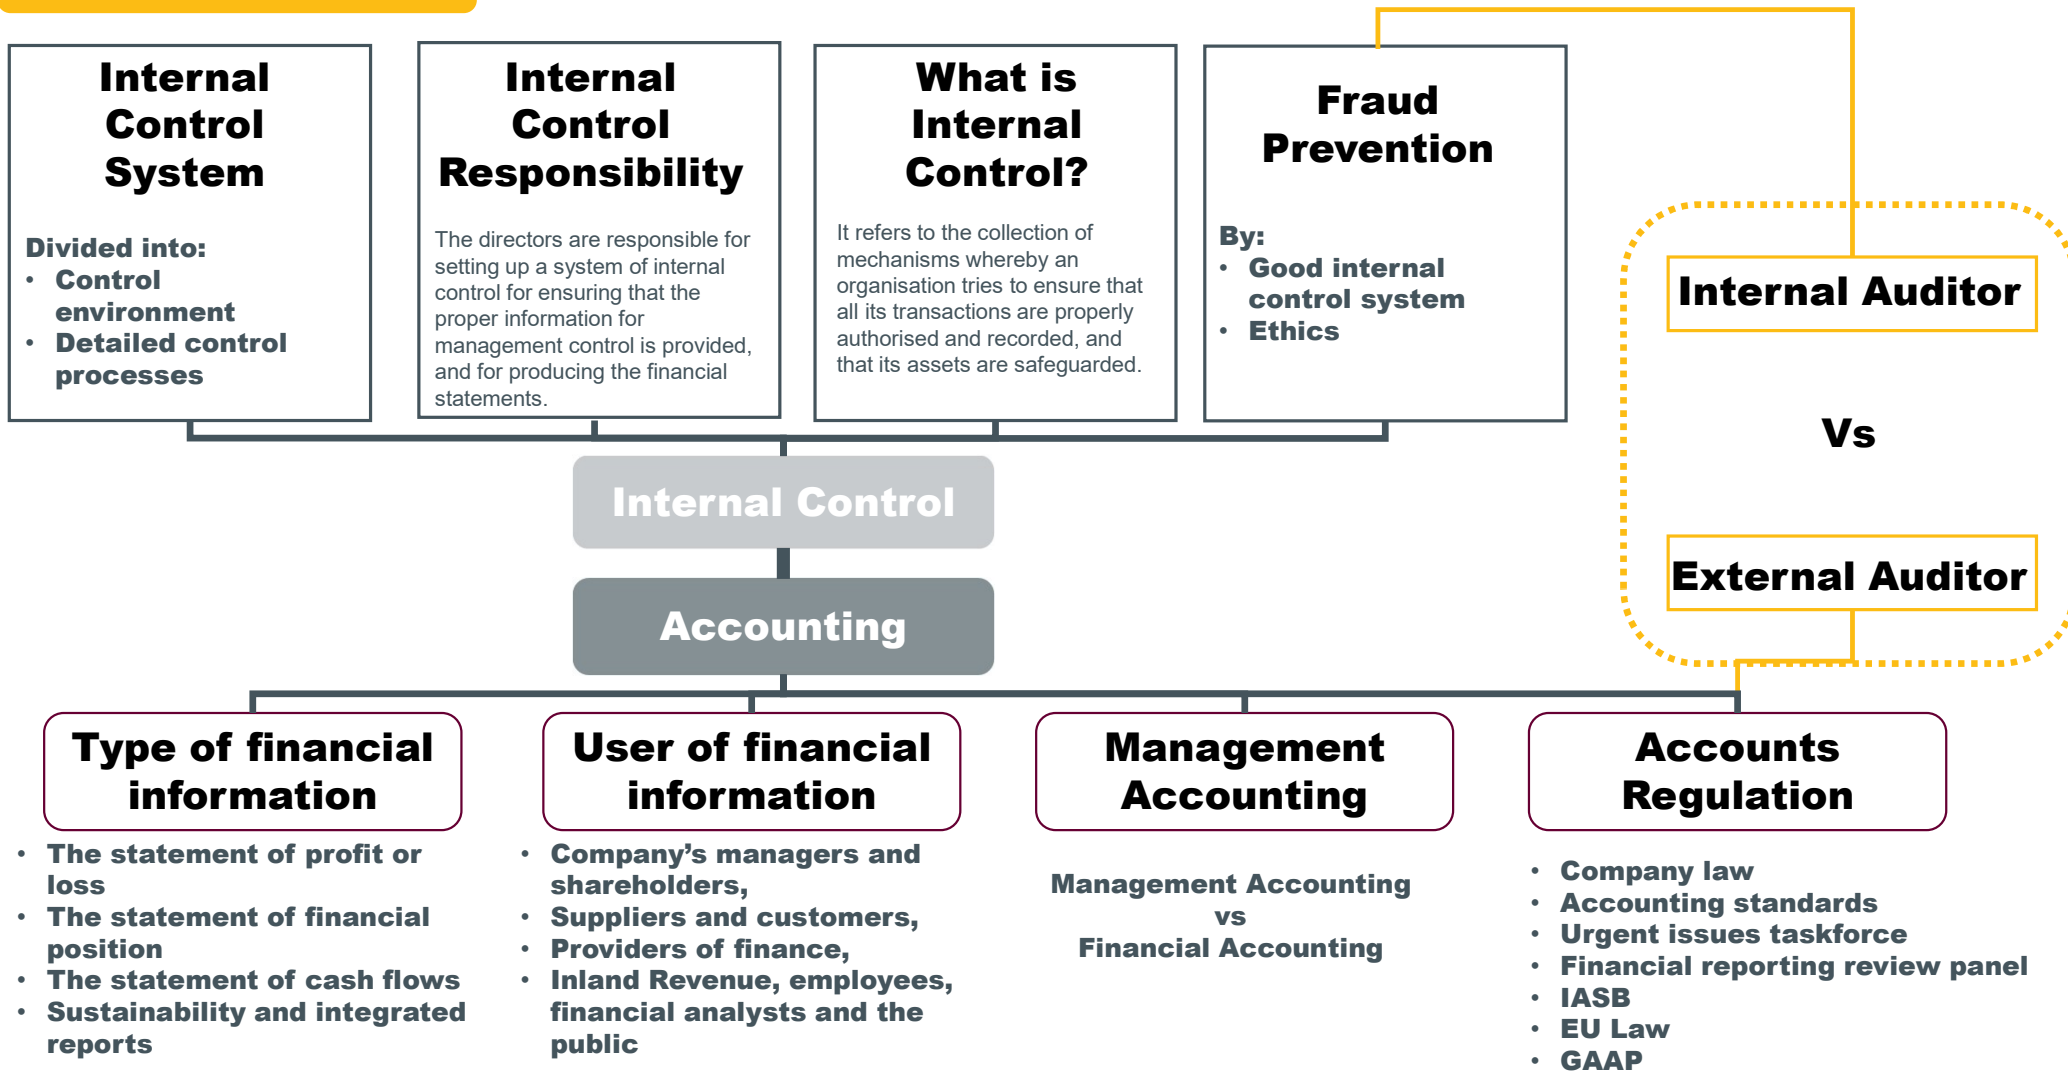 Internal
Control
System
Divided into:
• Control
environment
• Detailed control
processes
Internal
Control
Responsibility
The directors are responsible for
setting up a system of internal
control for ensuring that the
proper information for
management control is provided,
and for producing the financial
statements.
What is
Internal
Control?
It refers to the collection of
mechanisms whereby an
organisation tries to ensure that
all its transactions are properly
authorised and recorded, and
that its assets are safeguarded.
Fraud
Prevention
By:
• Good internal
control system
• Ethics
Internal Auditor
Vs
External Auditor
Internal Control
Accounting
Type of financial
information
• The statement of profit or
loss
• The statement of financial
position
• The statement of cash flows
• Sustainability and integrated
reports
User of financial
information
• Company’s managers and
shareholders,
• Suppliers and customers,
• Providers of finance,
• Inland Revenue, employees,
financial analysts and the
public
Management
Accounting
Management Accounting
vs
Financial Accounting
Accounts
Regulation
• Company law
• Accounting standards
• Urgent issues taskforce
• Financial reporting review panel
• IASB
• EU Law
• GAAP